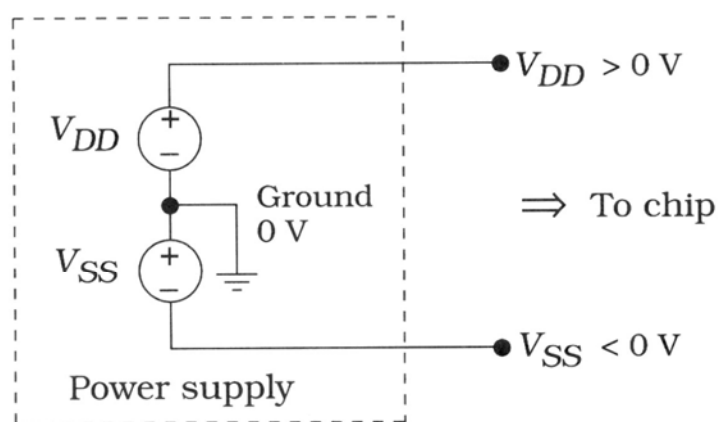 V_DD > 0 V
+
V_DD
−
Ground
0 V
⇒ To chip
+
V_SS
−
V_SS < 0 V
Power supply